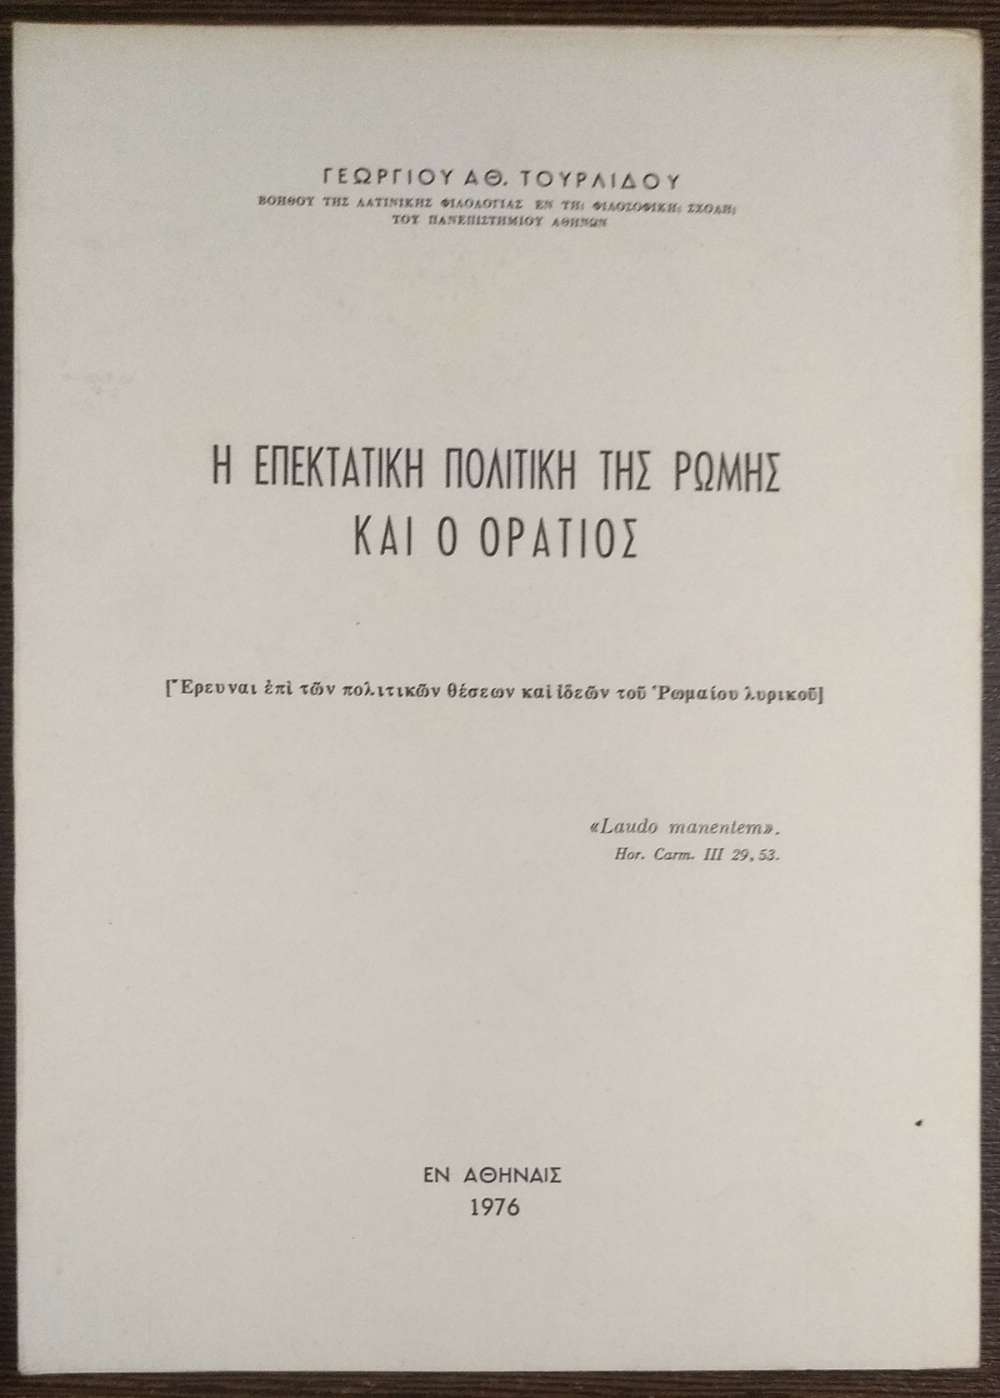 ΓΕΩΡΓΙΟΥ ΑΘ. ΤΟΥΡΛΙΔΟΥ
ΒΟΗΘΟΥ ΤΗΣ ΛΑΤΙΝΙΚΗΣ ΦΙΛΟΛΟΓΙΑΣ ΕΝ ΤΗι ΦΙΛΟΣΟΦΙΚΗι ΣΧΟΛΗι
ΤΟΥ ΠΑΝΕΠΙΣΤΗΜΙΟΥ ΑΘΗΝΩΝ
Η ΕΠΕΚΤΑΤΙΚΗ ΠΟΛΙΤΙΚΗ ΤΗΣ ΡΩΜΗΣ
ΚΑΙ Ο ΟΡΑΤΙΟΣ
[Ἔρευναι ἐπὶ τῶν πολιτικῶν θέσεων καὶ ἰδεῶν τοῦ Ῥωμαίου λυρικοῦ]
«Laudo manentem».
Hor. Carm. III 29, 53.
ΕΝ ΑΘΗΝΑΙΣ
1976